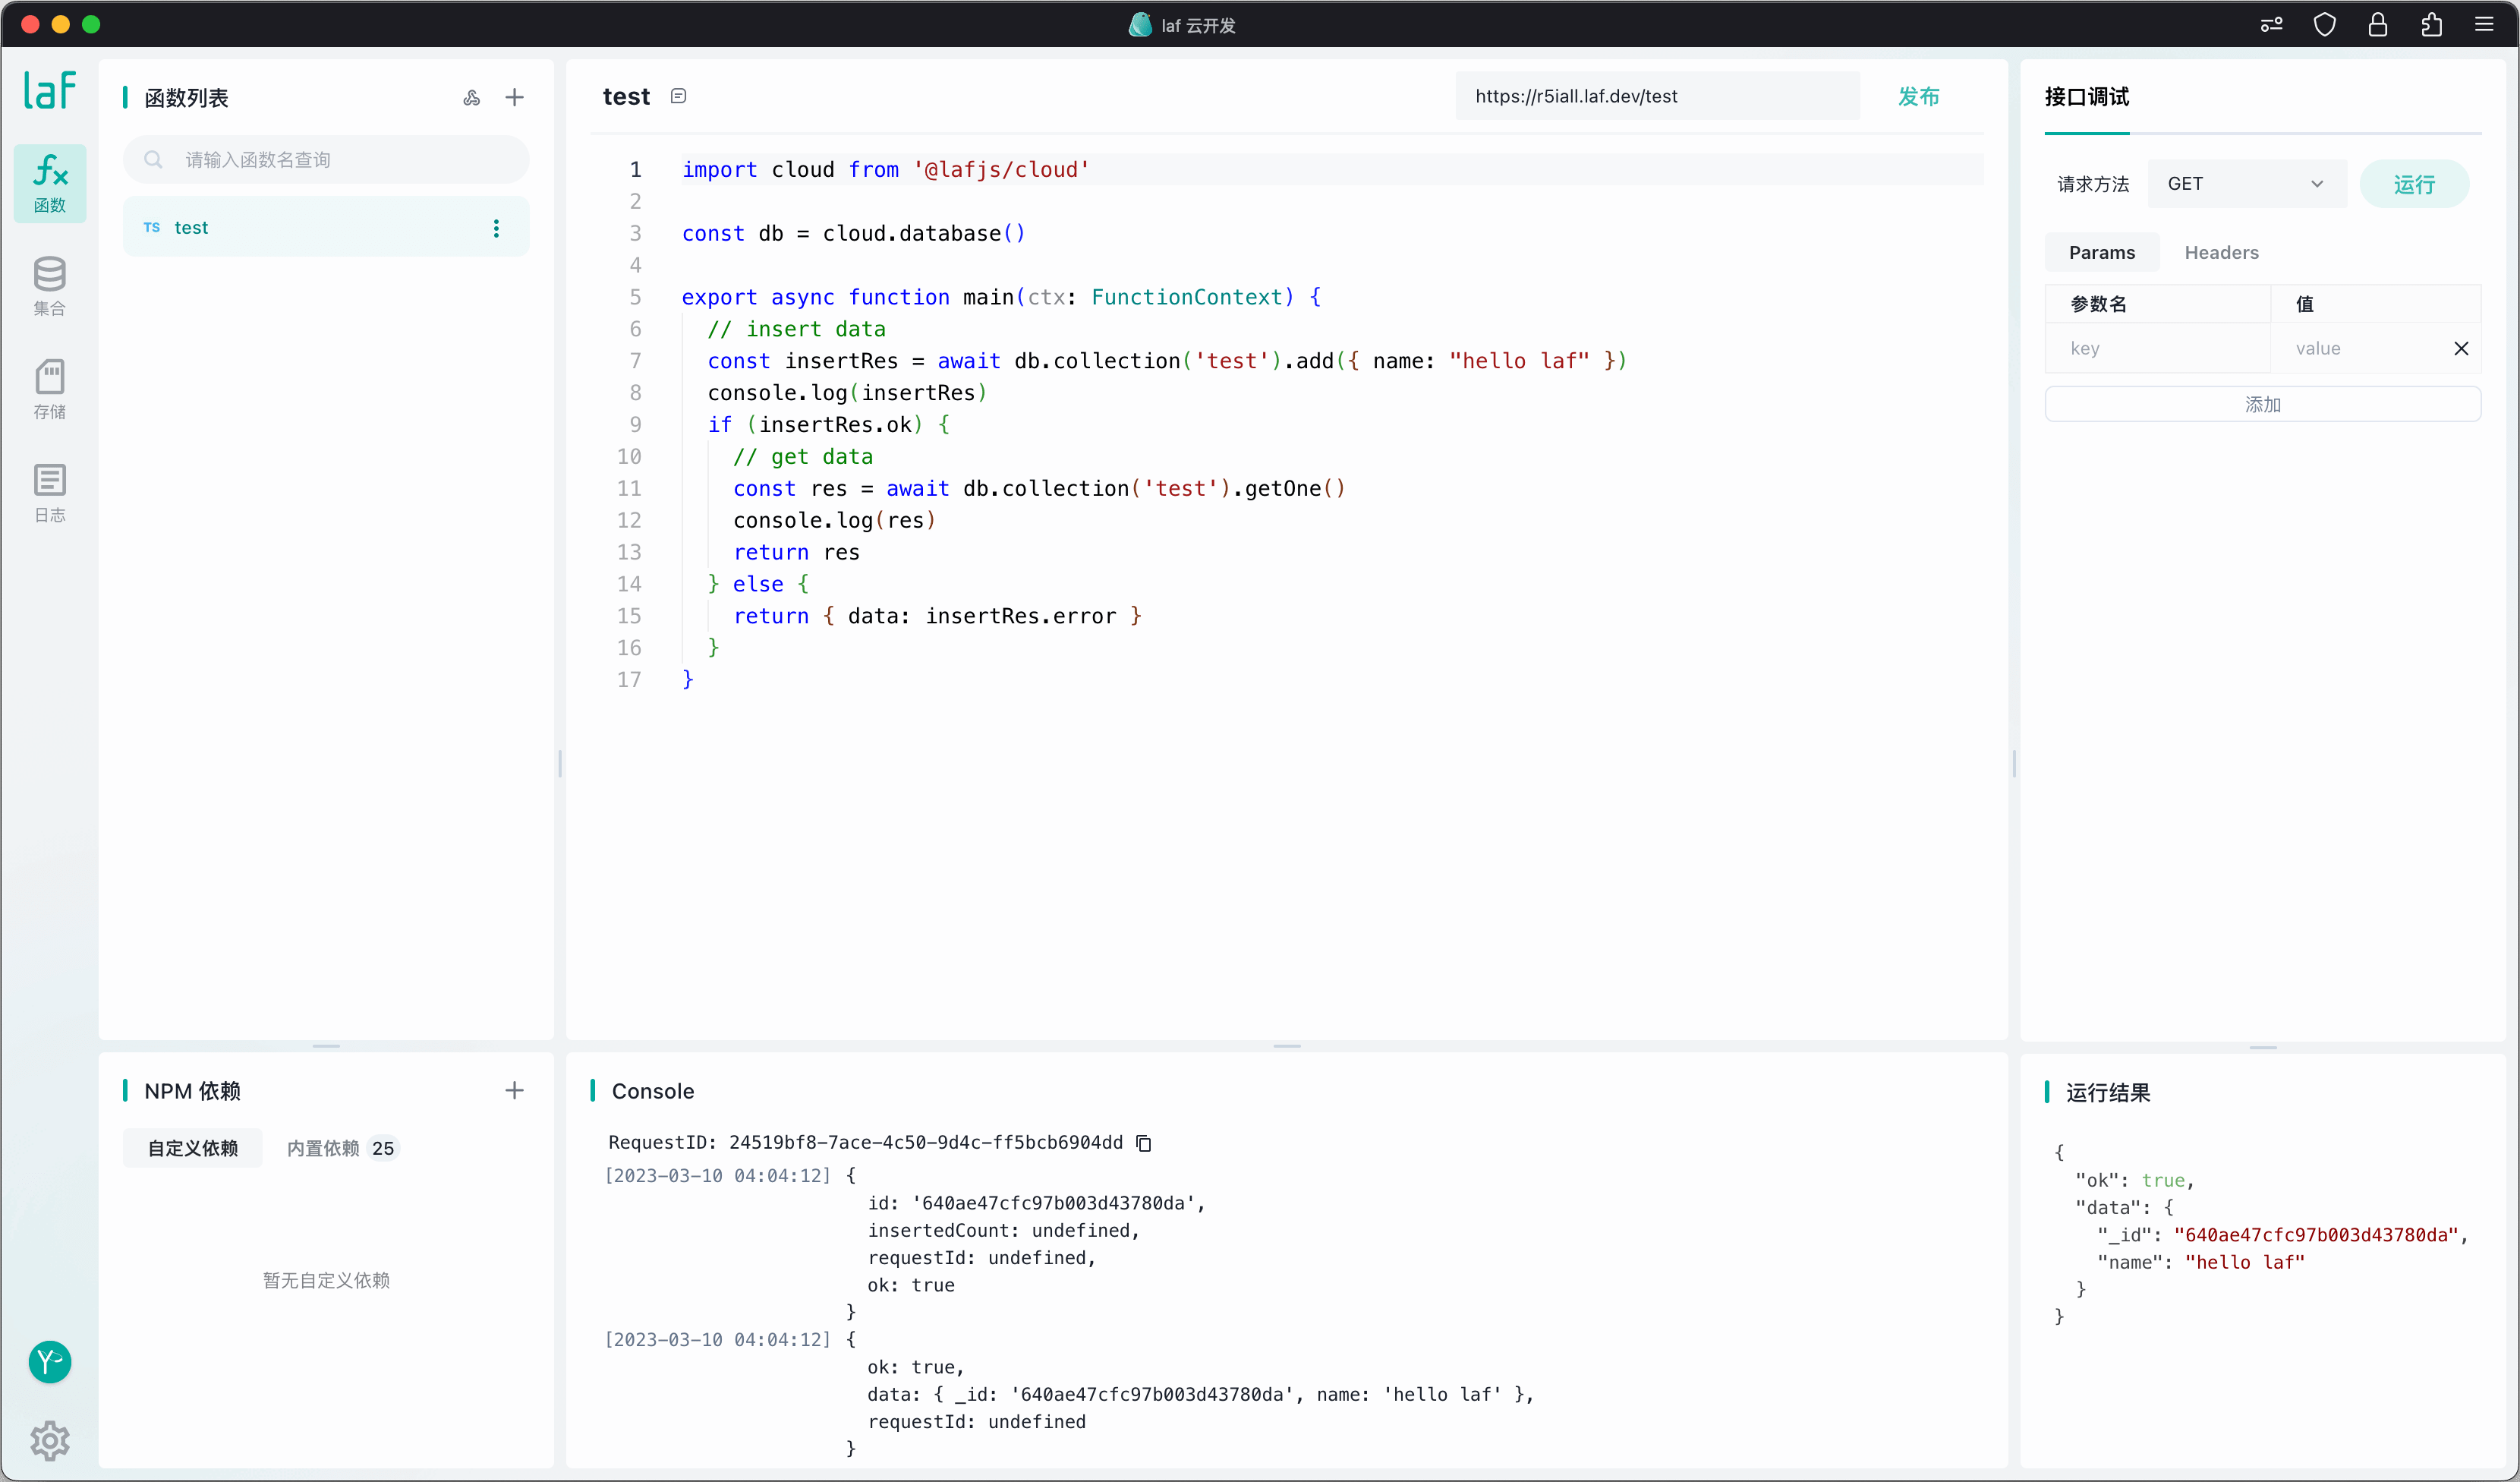 laf 云开发
laf
函数
集合
存储
日志
函数列表
请输入函数名查询
TS test
NPM 依赖
自定义依赖 内置依赖 25
暂无自定义依赖
test
https://r5iall.laf.dev/test
发布
1 import cloud from '@lafjs/cloud'
2
3 const db = cloud.database()
4
5 export async function main(ctx: FunctionContext) {
6 // insert data
7 const insertRes = await db.collection('test').add({ name: "hello laf" })
8 console.log(insertRes)
9 if (insertRes.ok) {
10 // get data
11 const res = await db.collection('test').getOne()
12 console.log(res)
13 return res
14 } else {
15 return { data: insertRes.error }
16 }
17 }
Console
RequestID: 24519bf8-7ace-4c50-9d4c-ff5bcb6904dd
[2023-03-10 04:04:12] {
id: '640ae47cfc97b003d43780da',
insertedCount: undefined,
requestId: undefined,
ok: true
}
[2023-03-10 04:04:12] {
ok: true,
data: { _id: '640ae47cfc97b003d43780da', name: 'hello laf' },
requestId: undefined
}
接口调试
请求方法 GET 运行
Params Headers
参数名 值
key value
添加
运行结果
{
"ok": true,
"data": {
"_id": "640ae47cfc97b003d43780da",
"name": "hello laf"
}
}